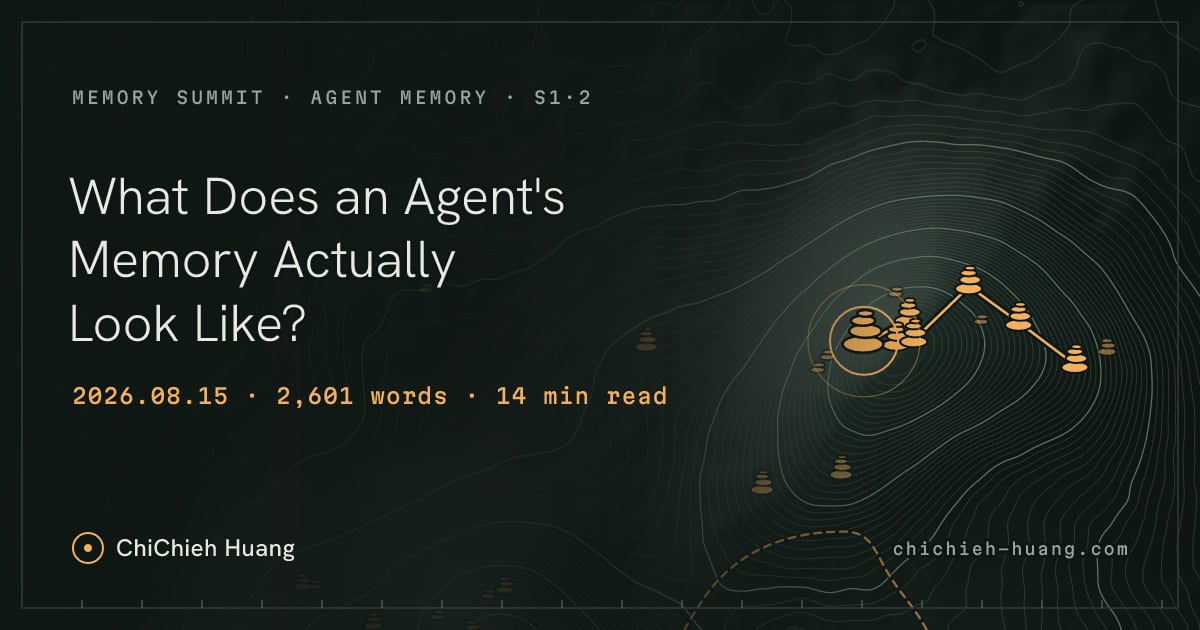 MEMORY SUMMIT · AGENT MEMORY · S1·2
What Does an Agent's
Memory Actually
Look Like?
2026.08.15 · 2,601 words · 14 min read
ChiChieh Huang
chichieh-huang.com